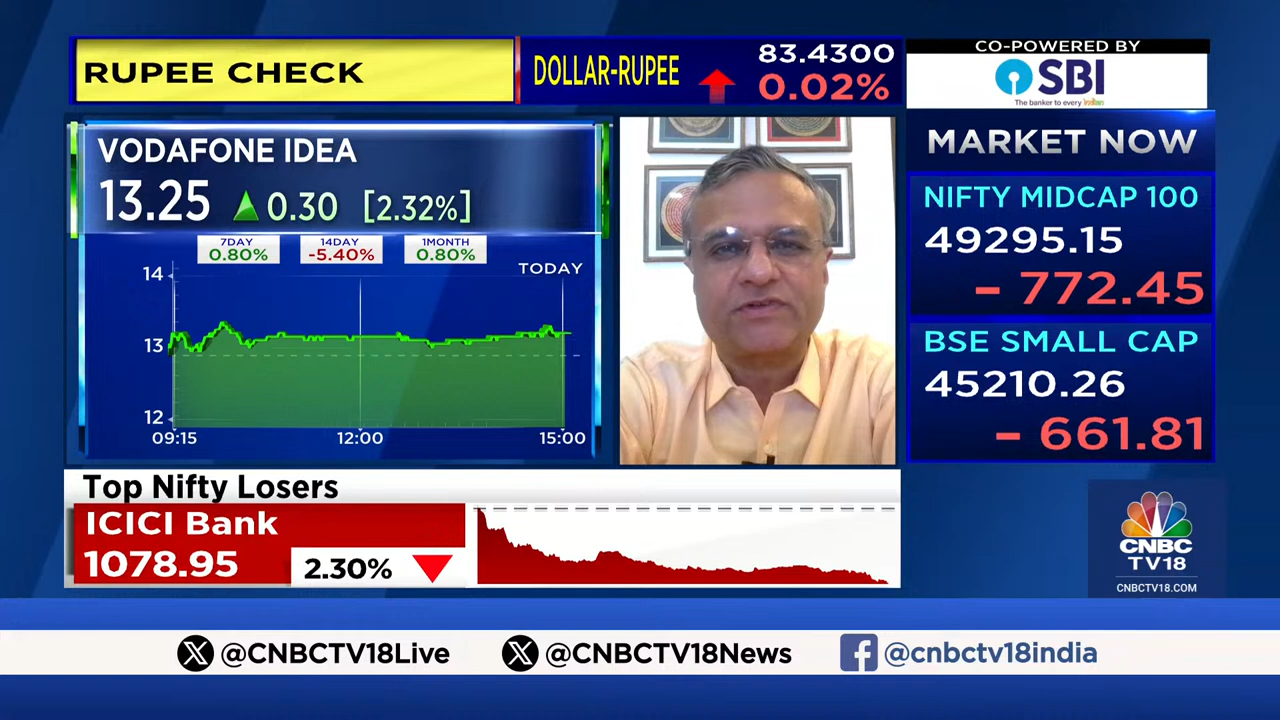 RUPEE CHECK
DOLLAR-RUPEE
83.4300
0.02%
CO-POWERED BY
SBI
The banker to every Indian
VODAFONE IDEA
13.25 0.30 [2.32%]
7DAY
0.80%
14DAY
-5.40%
1MONTH
0.80%
TODAY
14
13
12
09:15
12:00
15:00
MARKET NOW
NIFTY MIDCAP 100
49295.15
- 772.45
BSE SMALL CAP
45210.26
- 661.81
Top Nifty Losers
ICICI Bank
1078.95
2.30%
CNBC
TV18
CNBCTV18.COM
@CNBCTV18Live
@CNBCTV18News
@cnbctv18india